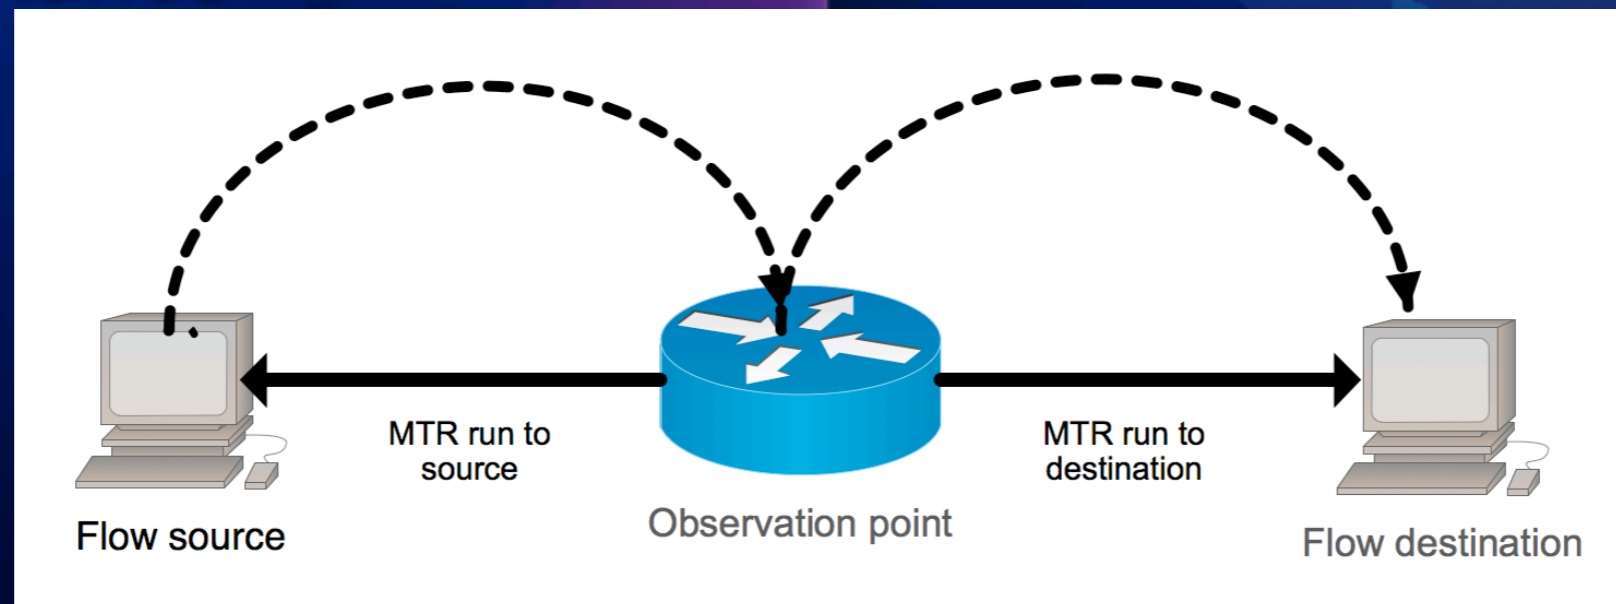 MTR run to
source
MTR run to
destination
Flow source
Observation point
Flow destination